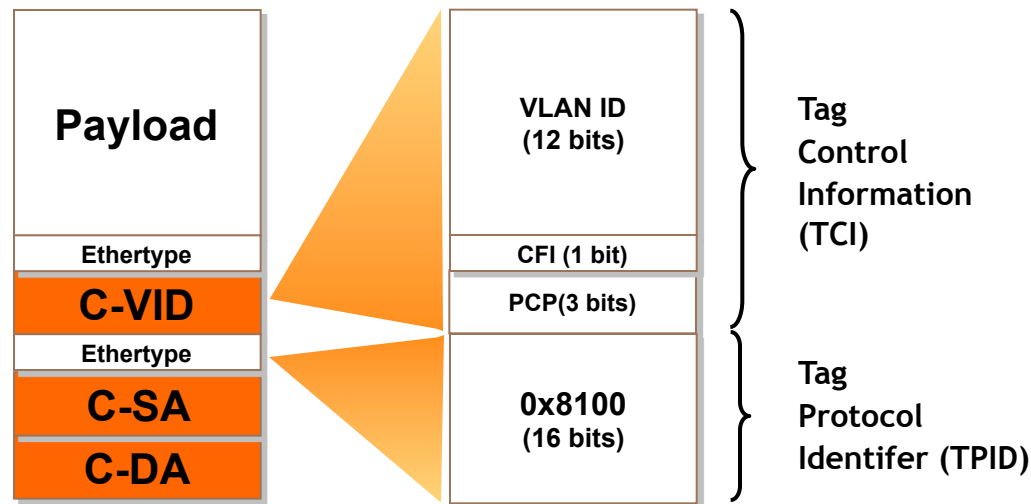 Payload
Ethertype
C-VID
Ethertype
C-SA
C-DA
VLAN ID
(12 bits)
CFI (1 bit)
PCP(3 bits)
0x8100
(16 bits)
Tag
Control
Information
(TCI)
Tag
Protocol
Identifer (TPID)